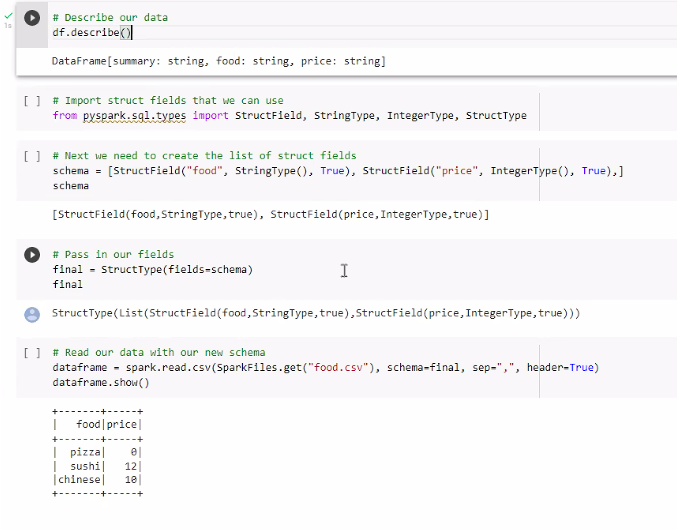 # Describe our data
1s
df.describe()
DataFrame[summary: string, food: string, price: string]
[ ] # Import struct fields that we can use
from pyspark.sql.types import StructField, StringType, IntegerType, StructType
[ ] # Next we need to create the list of struct fields
schema = [StructField("food", StringType(), True), StructField("price", IntegerType(), True),]
schema
[StructField(food,StringType,true), StructField(price,IntegerType,true)]
# Pass in our fields
final = StructType(fields=schema)
final
StructType(List(StructField(food,StringType,true),StructField(price,IntegerType,true)))
[ ] # Read our data with our new schema
dataframe = spark.read.csv(SparkFiles.get("food.csv"), schema=final, sep=",", header=True)
dataframe.show()
+-------+-----+
|   food|price|
+-------+-----+
|  pizza|    0|
|  sushi|   12|
|chinese|   10|
+-------+-----+